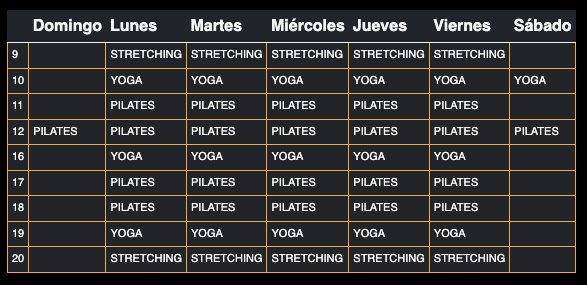 Domingo Lunes Martes Miércoles Jueves Viernes Sábado
9 STRETCHING STRETCHING STRETCHING STRETCHING STRETCHING
10 YOGA YOGA YOGA YOGA YOGA YOGA
11 PILATES PILATES PILATES PILATES PILATES
12 PILATES PILATES PILATES PILATES PILATES PILATES PILATES
16 YOGA YOGA YOGA YOGA YOGA
17 PILATES PILATES PILATES PILATES PILATES
18 PILATES PILATES PILATES PILATES PILATES
19 YOGA YOGA YOGA YOGA YOGA
20 STRETCHING STRETCHING STRETCHING STRETCHING STRETCHING